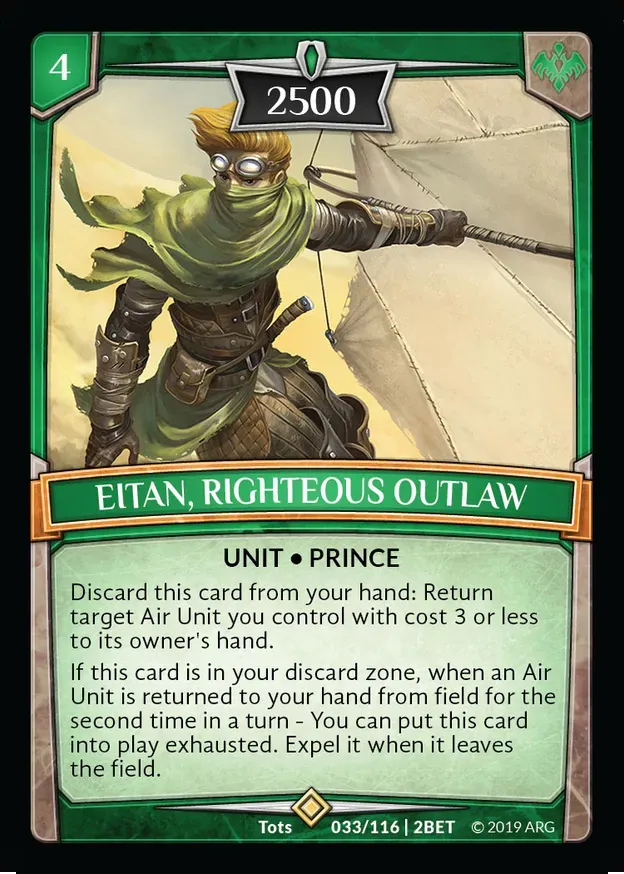 4
2500
EITAN, RIGHTEOUS OUTLAW
UNIT • PRINCE
Discard this card from your hand: Return
target Air Unit you control with cost 3 or less
to its owner's hand.
If this card is in your discard zone, when an Air
Unit is returned to your hand from field for the
second time in a turn - You can put this card
into play exhausted. Expel it when it leaves
the field.
Tots 033/116 | 2BET © 2019 ARG